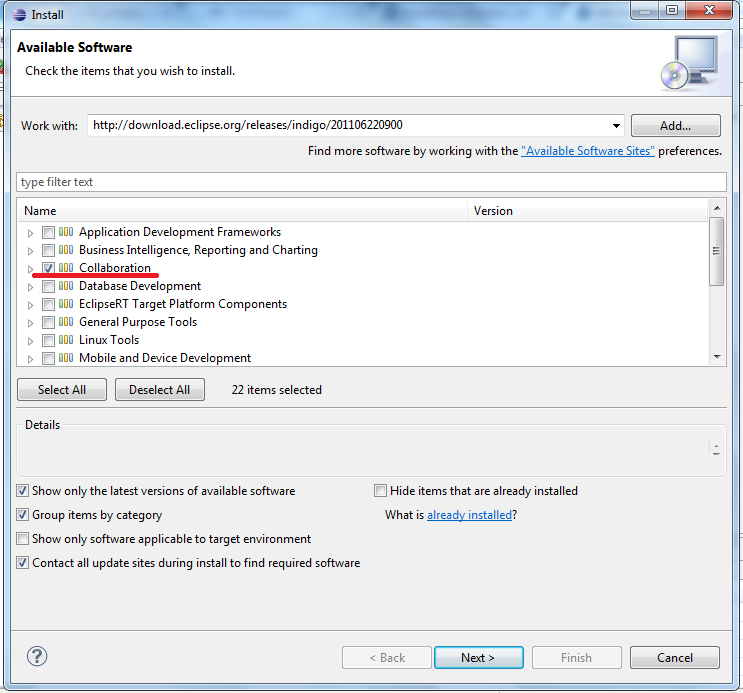 Install
Available Software
Check the items that you wish to install.
Work with: http://download.eclipse.org/releases/indigo/201106220900 Add...
Find more software by working with the "Available Software Sites" preferences.
type filter text
Name Version
Application Development Frameworks
Business Intelligence, Reporting and Charting
Collaboration
Database Development
EclipseRT Target Platform Components
General Purpose Tools
Linux Tools
Mobile and Device Development
Select All Deselect All 22 items selected
Details
Show only the latest versions of available software Hide items that are already installed
Group items by category What is already installed?
Show only software applicable to target environment
Contact all update sites during install to find required software
? < Back Next > Finish Cancel